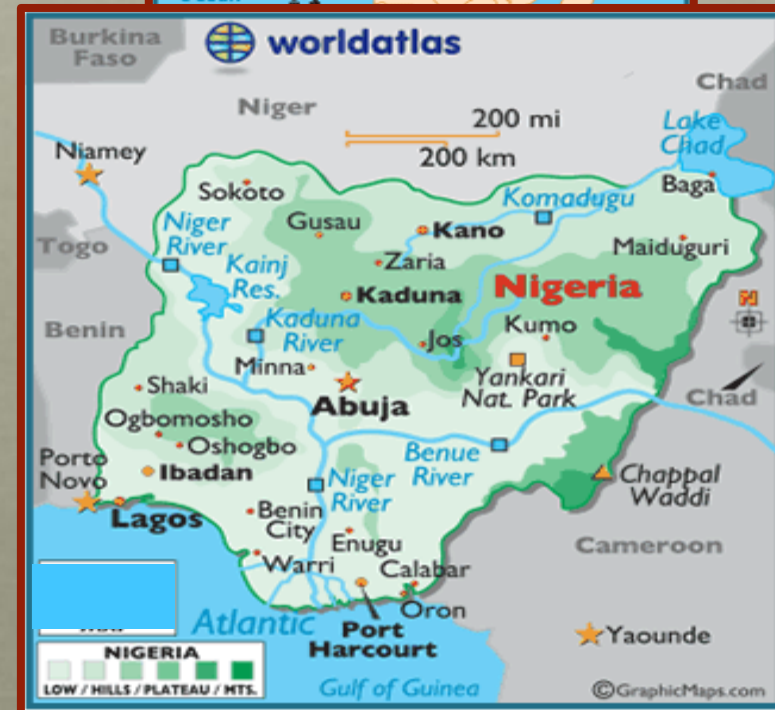 Burkina
Faso
worldatlas
Chad
Niger
200 mi
200 km
Lake
Chad
Niamey
Sokoto
Komadugu
Baga
Niger
River
Gusau
Kano
Togo
Maiduguri
Kainj
Res.
Zaria
Nigeria
Kaduna
N
Benin
Kaduna
River
Jos
Kumo
Minna
Yankari
Nat. Park
Shaki
Abuja
Chad
Ogbomosho
Oshogbo
Benue
River
Porto
Novo
Ibadan
Niger
River
Chappal
Waddi
Lagos
Benin
City
Enugu
Cameroon
Warri
Calabar
Oron
Atlantic
Port
Harcourt
Yaounde
NIGERIA
LOW / HILLS / PLATEAU / MTS.
Gulf of Guinea
©GraphicMaps.com